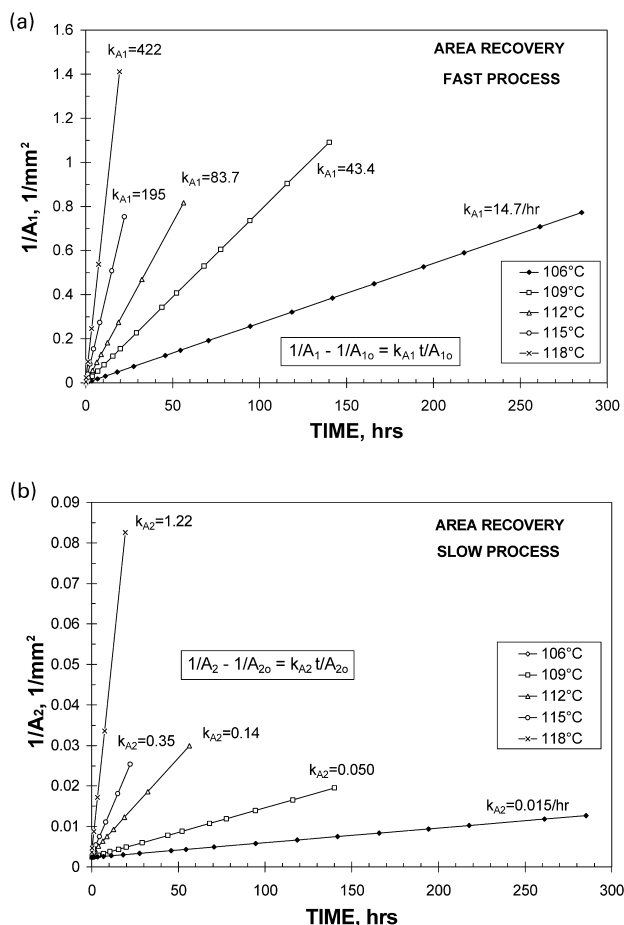 (a)
1.6
1.4
1.2
1
0.8
0.6
0.4
0.2
0
1/A1, 1/mm²
kA1=422
kA1=195
kA1=83.7
kA1=43.4
kA1=14.7/hr
AREA RECOVERY
FAST PROCESS
106°C
109°C
112°C
115°C
118°C
1/A1 - 1/A1o = kA1 t/A1o
0 50 100 150 200 250 300
TIME, hrs
(b)
0.09
0.08
0.07
0.06
0.05
0.04
0.03
0.02
0.01
0
1/A2, 1/mm²
kA2=1.22
AREA RECOVERY
SLOW PROCESS
1/A2 - 1/A2o = kA2 t/A2o
106°C
109°C
112°C
115°C
118°C
kA2=0.35
kA2=0.14
kA2=0.050
kA2=0.015/hr
0 50 100 150 200 250 300
TIME, hrs